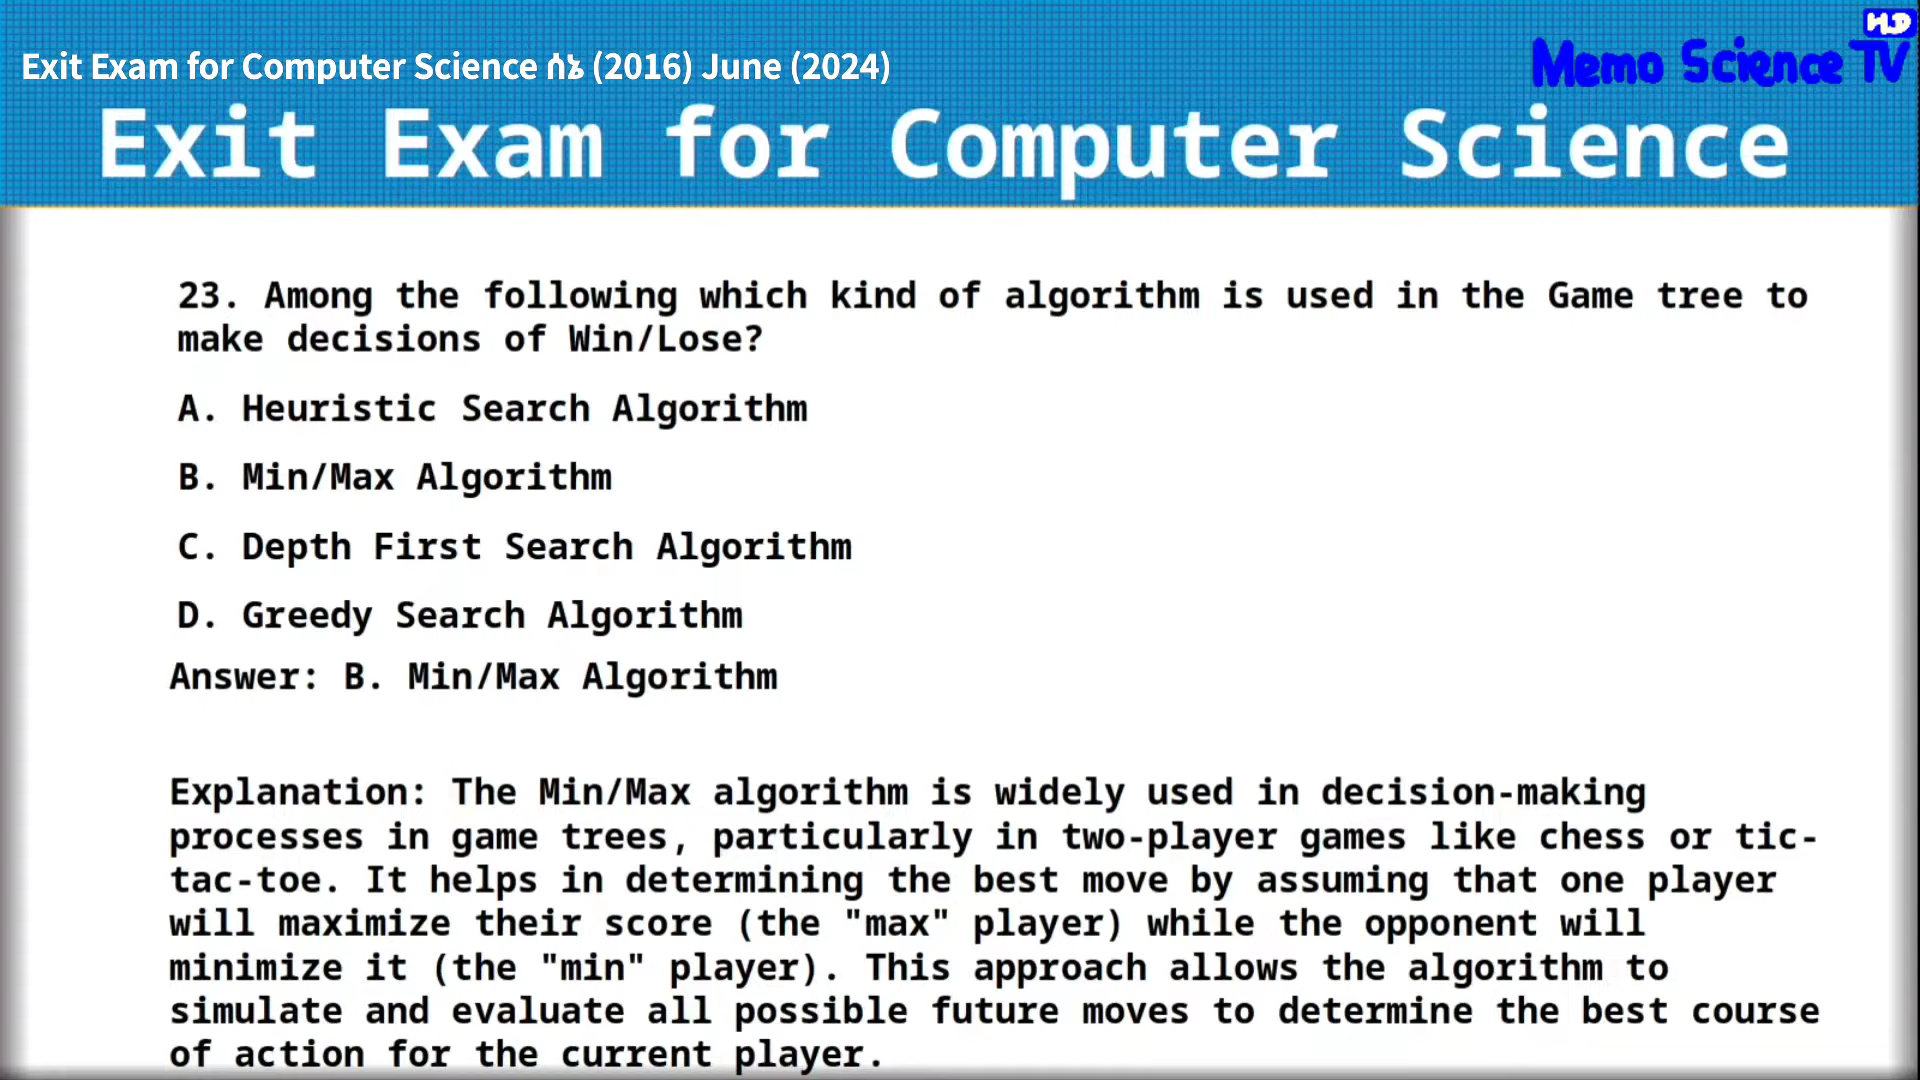 HD
Exit Exam for Computer Science ሰኔ (2016) June (2024)
Memo Science TV
Exit Exam for Computer Science
23. Among the following which kind of algorithm is used in the Game tree to
make decisions of Win/Lose?
A. Heuristic Search Algorithm
B. Min/Max Algorithm
C. Depth First Search Algorithm
D. Greedy Search Algorithm
Answer: B. Min/Max Algorithm
Explanation: The Min/Max algorithm is widely used in decision-making
processes in game trees, particularly in two-player games like chess or tic-
tac-toe. It helps in determining the best move by assuming that one player
will maximize their score (the "max" player) while the opponent will
minimize it (the "min" player). This approach allows the algorithm to
simulate and evaluate all possible future moves to determine the best course
of action for the current player.